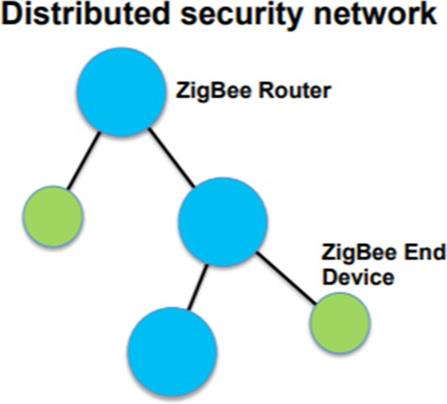 Distributed security network
ZigBee Router
ZigBee End
Device